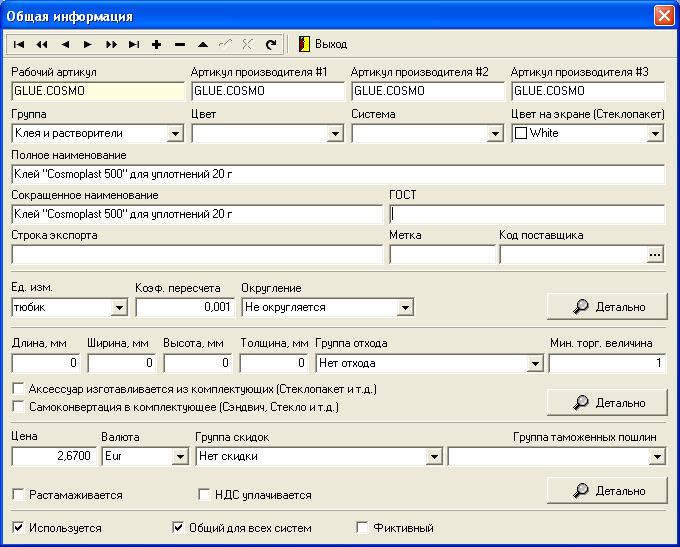 Общая информация
Выход
Рабочий артикул Артикул производителя #1 Артикул производителя #2 Артикул производителя #3
GLUE.COSMO GLUE.COSMO GLUE.COSMO GLUE.COSMO
Группа Цвет Система Цвет на экране (Стеклопакет)
Клея и растворители White
Полное наименование
Клей "Cosmoplast 500" для уплотнений 20 г
Сокращенное наименование ГОСТ
Клей "Cosmoplast 500" для уплотнений 20 г
Строка экспорта Метка Код поставщика
...
Ед. изм. Коэф. пересчета Округление
тюбик 0,001 Не округляется Детально
Длина, мм Ширина, мм Высота, мм Толщина, мм Группа отхода Мин. торг. величина
0 0 0 0 Нет отхода 1
Аксессуар изготавливается из комплектующих (Стеклопакет и т.д.)
Самоконвертация в комплектующее (Сэндвич, Стекло и т.д.) Детально
Цена Валюта Группа скидок Группа таможенных пошлин
2,6700 Eur Нет скидки
Растамаживается НДС уплачивается Детально
Используется Общий для всех систем Фиктивный